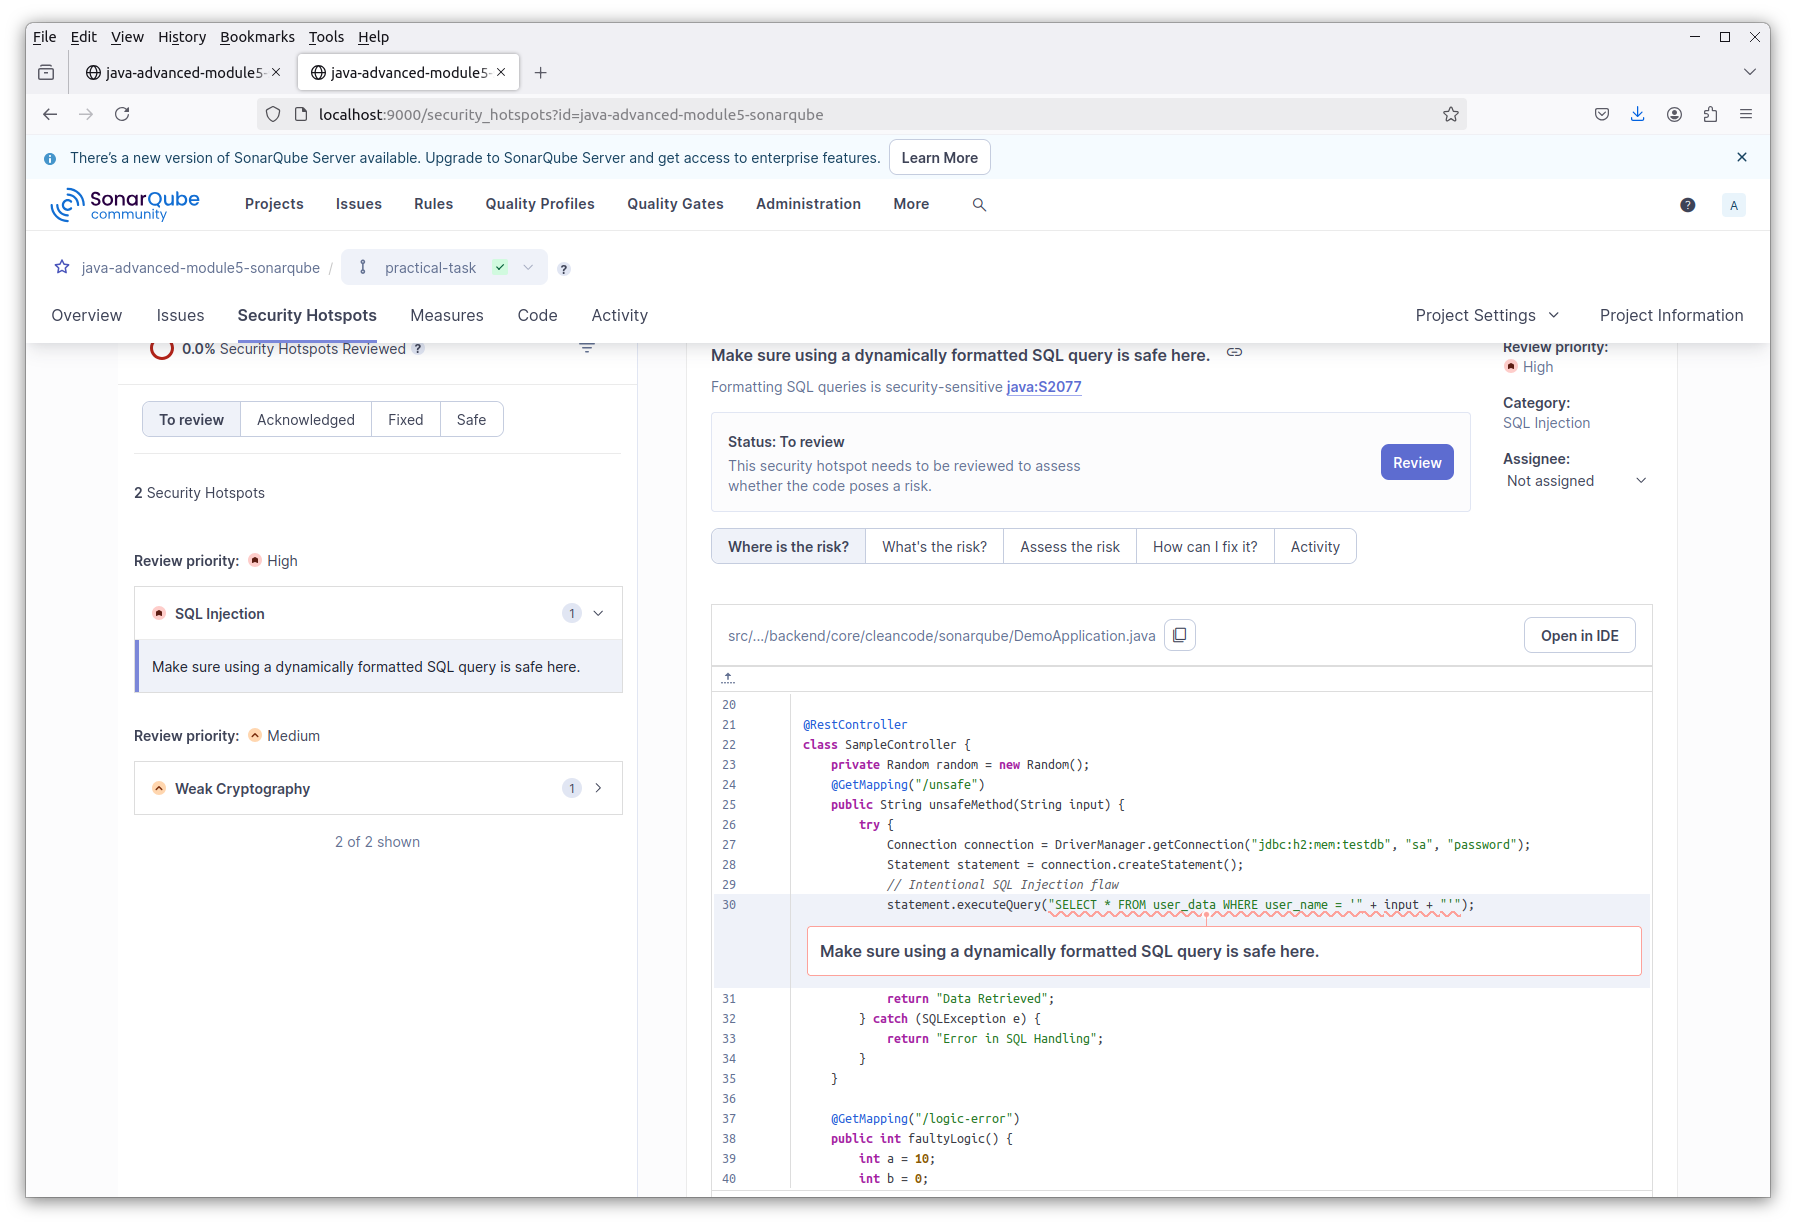 File Edit View History Bookmarks Tools Help
java-advanced-module5-
java-advanced-module5-
localhost:9000/security_hotspots?id=java-advanced-module5-sonarqube
There's a new version of SonarQube Server available. Upgrade to SonarQube Server and get access to enterprise features. Learn More
SonarQube community
Projects Issues Rules Quality Profiles Quality Gates Administration More
? A
java-advanced-module5-sonarqube / practical-task ?
Overview Issues Security Hotspots Measures Code Activity Project Settings Project Information
0.0% Security Hotspots Reviewed ?
To review Acknowledged Fixed Safe
2 Security Hotspots
Review priority: High
SQL Injection 1
Make sure using a dynamically formatted SQL query is safe here.
Review priority: Medium
Weak Cryptography 1
2 of 2 shown
Make sure using a dynamically formatted SQL query is safe here.
Formatting SQL queries is security-sensitive java:S2077
Status: To review
This security hotspot needs to be reviewed to assess
whether the code poses a risk.
Review
Review priority:
High
Category:
SQL Injection
Assignee:
Not assigned
Where is the risk? What's the risk? Assess the risk How can I fix it? Activity
src/.../backend/core/cleancode/sonarqube/DemoApplication.java
Open in IDE
20
21 @RestController
22 class SampleController {
23 private Random random = new Random();
24 @GetMapping("/unsafe")
25 public String unsafeMethod(String input) {
26 try {
27 Connection connection = DriverManager.getConnection("jdbc:h2:mem:testdb", "sa", "password");
28 Statement statement = connection.createStatement();
29 // Intentional SQL Injection flaw
30 statement.executeQuery("SELECT * FROM user_data WHERE user_name = '" + input + "'");
Make sure using a dynamically formatted SQL query is safe here.
31 return "Data Retrieved";
32 } catch (SQLException e) {
33 return "Error in SQL Handling";
34 }
35 }
36
37 @GetMapping("/logic-error")
38 public int faultyLogic() {
39 int a = 10;
40 int b = 0;